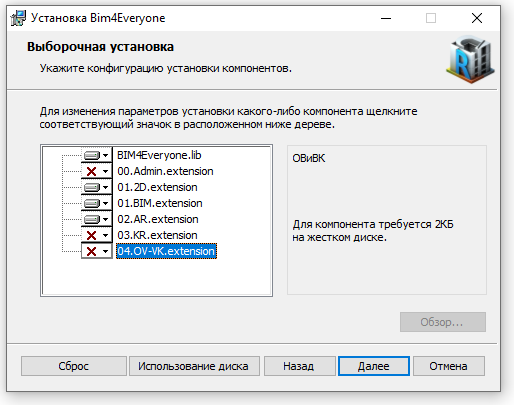 Установка Bim4Everyone
Выборочная установка
Укажите конфигурацию установки компонентов.
Для изменения параметров установки какого-либо компонента щелкните
соответствующий значок в расположенном ниже дереве.
BIM4Everyone.lib
00.Admin.extension
01.2D.extension
01.BIM.extension
02.AR.extension
03.KR.extension
04.OV-VK.extension
ОВиВК
Для компонента требуется 2КБ
на жестком диске.
Обзор...
Сброс
Использование диска
Назад
Далее
Отмена